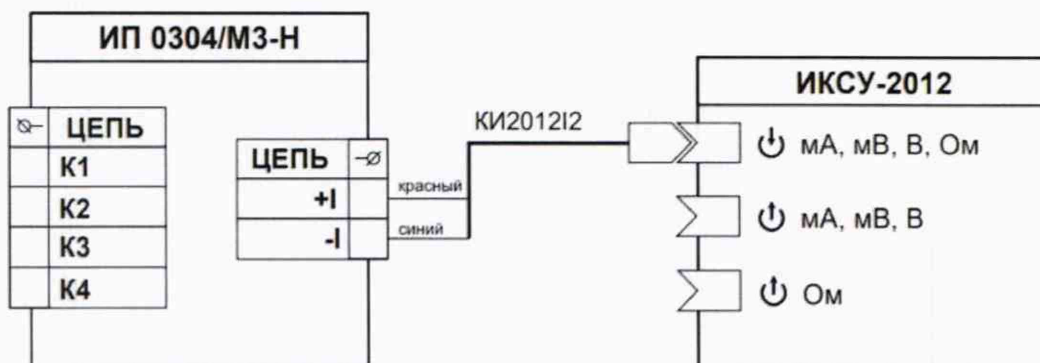 ИП 0304/М3-Н
ЦЕПЬ
К1
К2
К3
К4
ЦЕПЬ
+I
-I
красный
синий
КИ2012I2
ИКСУ-2012
мА, мВ, В, Ом
мА, мВ, В
Ом